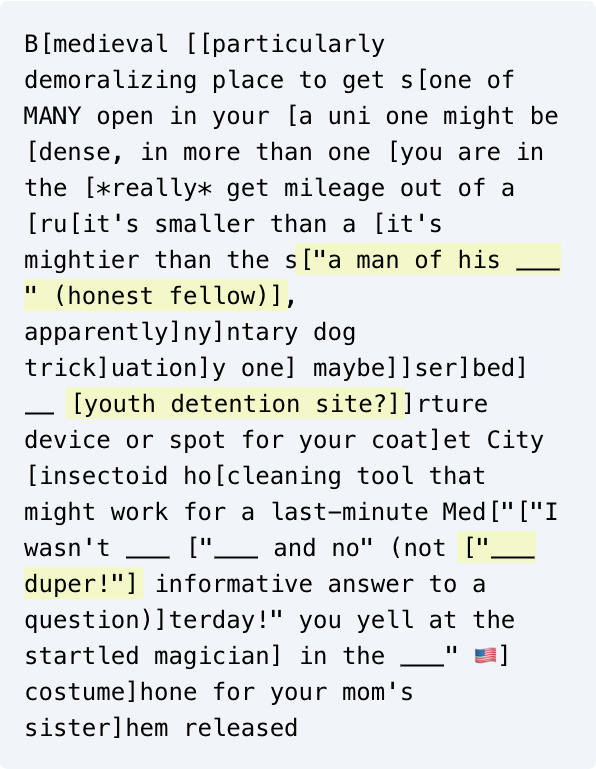 B[medieval [[particularly
demoralizing place to get s[one of
MANY open in your [a uni one might be
[dense, in more than one [you are in
the [*really* get mileage out of a
[ru[it's smaller than a [it's
mightier than the s["a man of his ___
" (honest fellow)],
apparently]ny]ntary dog
trick]uation]y one] maybe]]ser]bed]
__ [youth detention site?]]rture
device or spot for your coat]et City
[insectoid ho[cleaning tool that
might work for a last-minute Med["["I
wasn't ___ ["___ and no" (not ["___
duper!"] informative answer to a
question)]terday!" you yell at the
startled magician] in the ___" 🇺🇸]
costume]hone for your mom's
sister]hem released